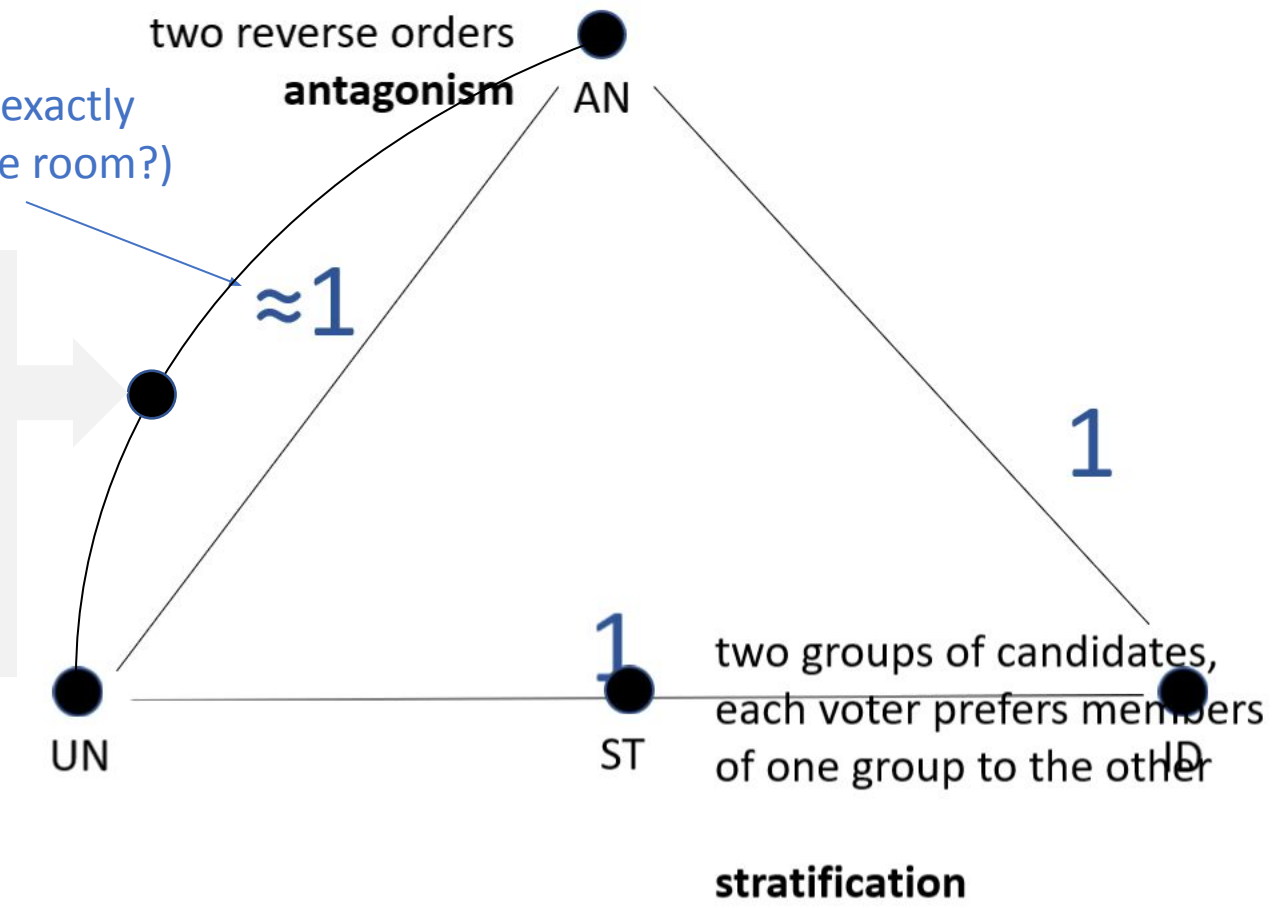 two reverse orders
antagonism
AN
exactly
e room?)
≈1
1
1
two groups of candidates,
each voter prefers members
of one group to the other
UN
ST
ID
stratification